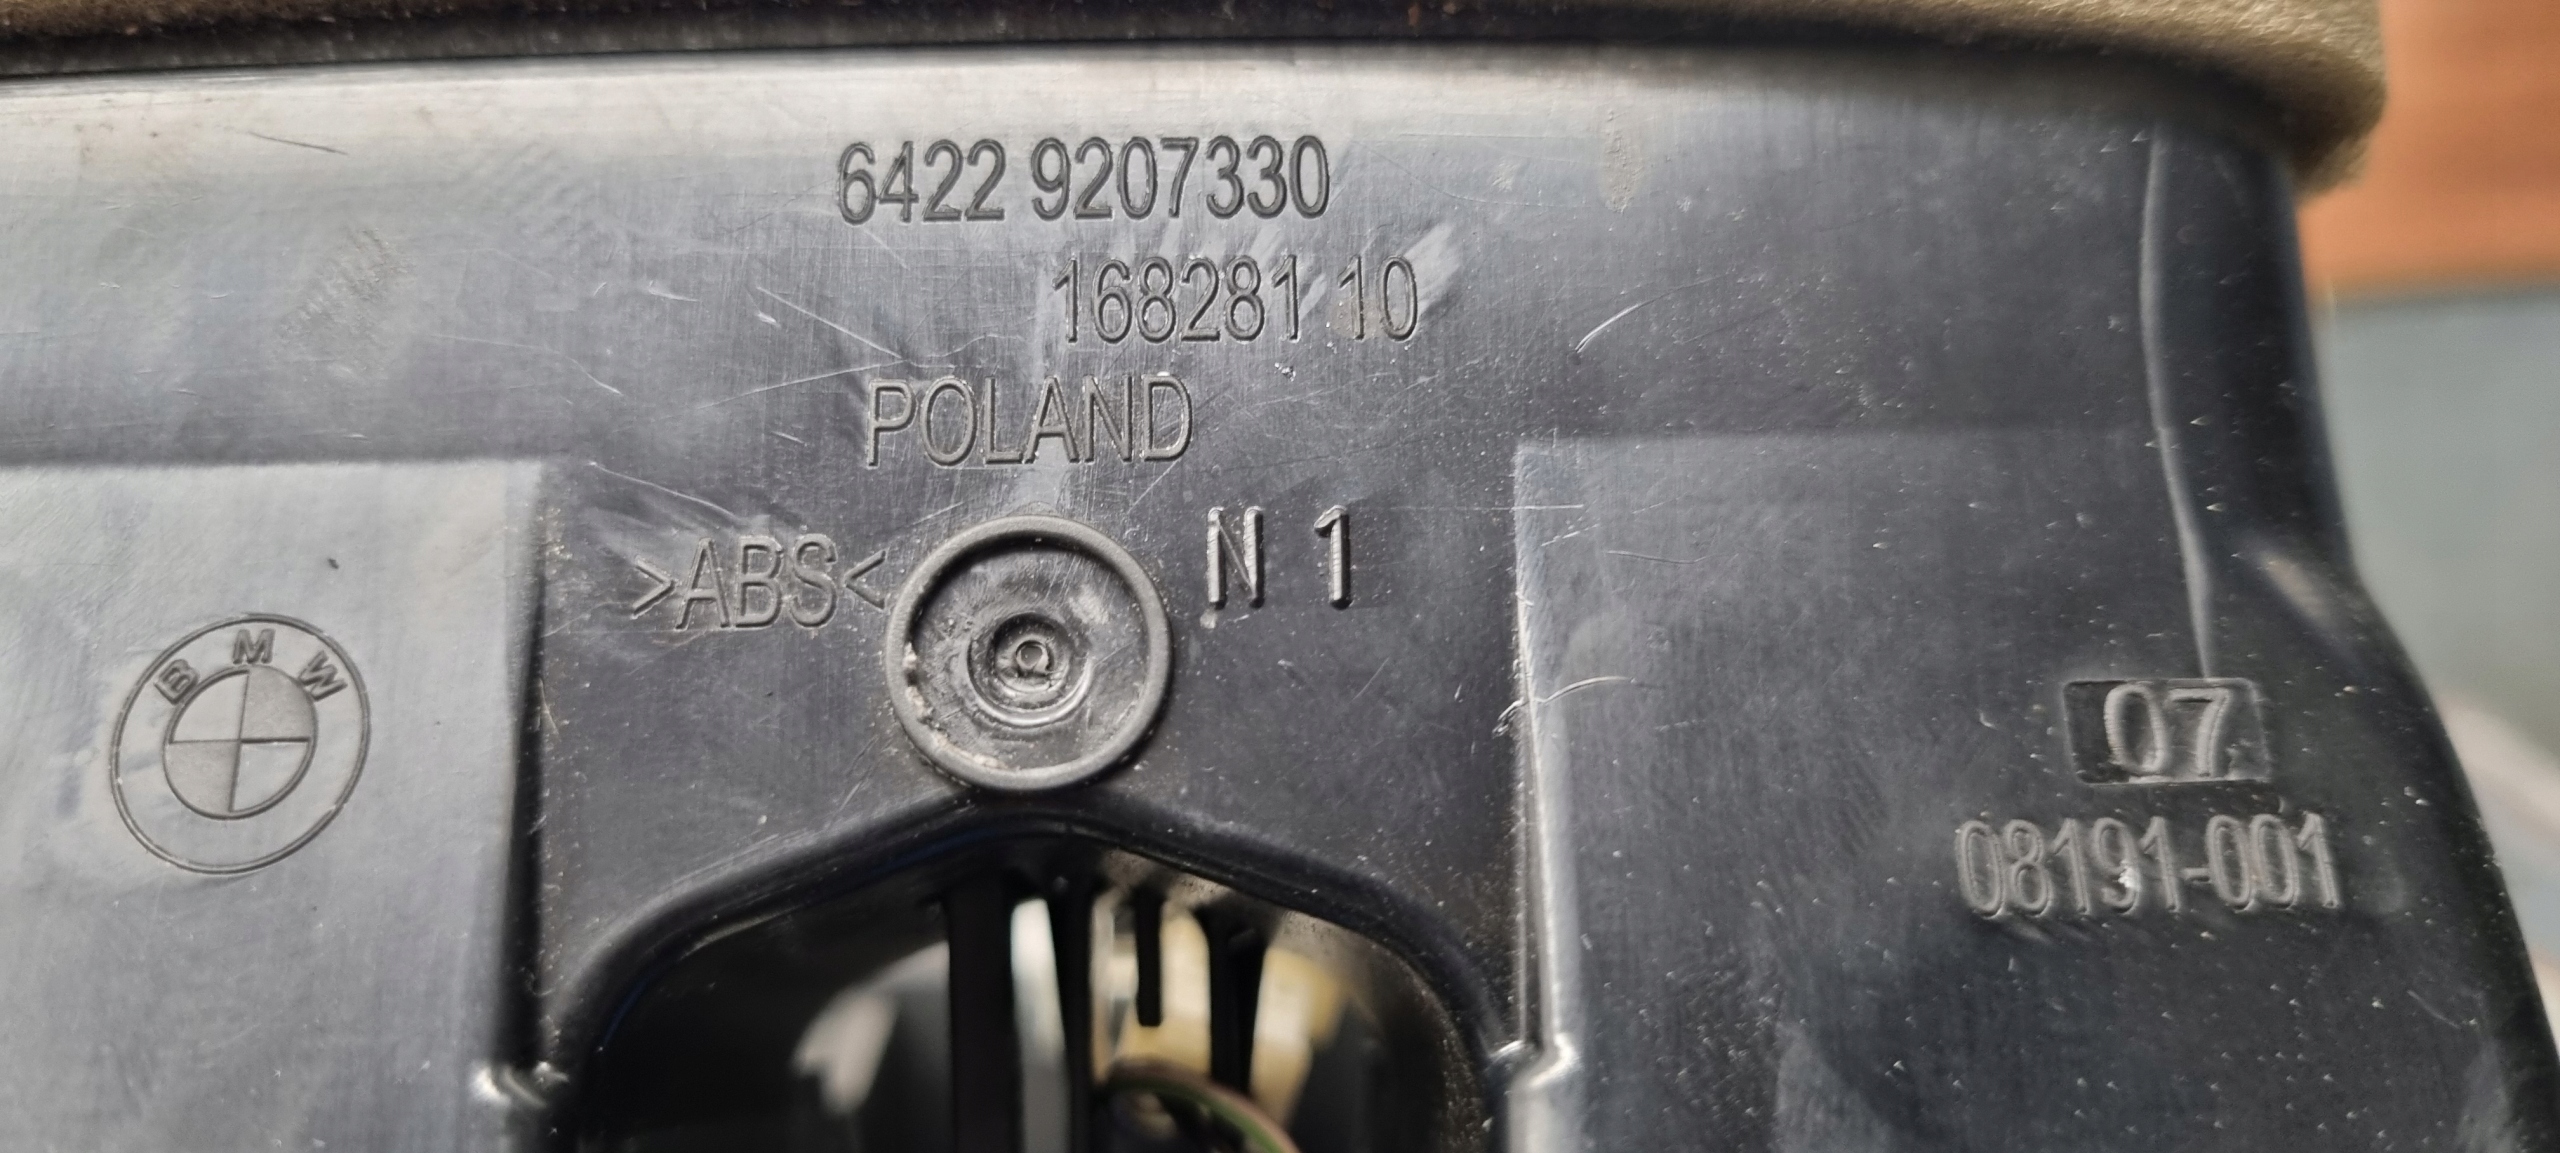 6422 9207330
168281 10
POLAND
>ABS<
N 1
BMW
07
08191-001